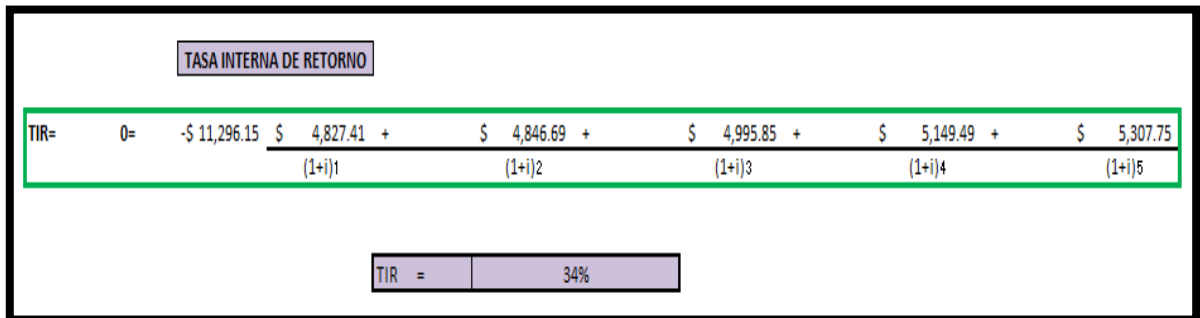 TASA INTERNA DE RETORNO
TIR= 0= -$ 11,296.15 $ 4,827.41 + $ 4,846.69 + $ 4,995.85 + $ 5,149.49 + $ 5,307.75
(1+i)1 (1+i)2 (1+i)3 (1+i)4 (1+i)5
TIR = 34%